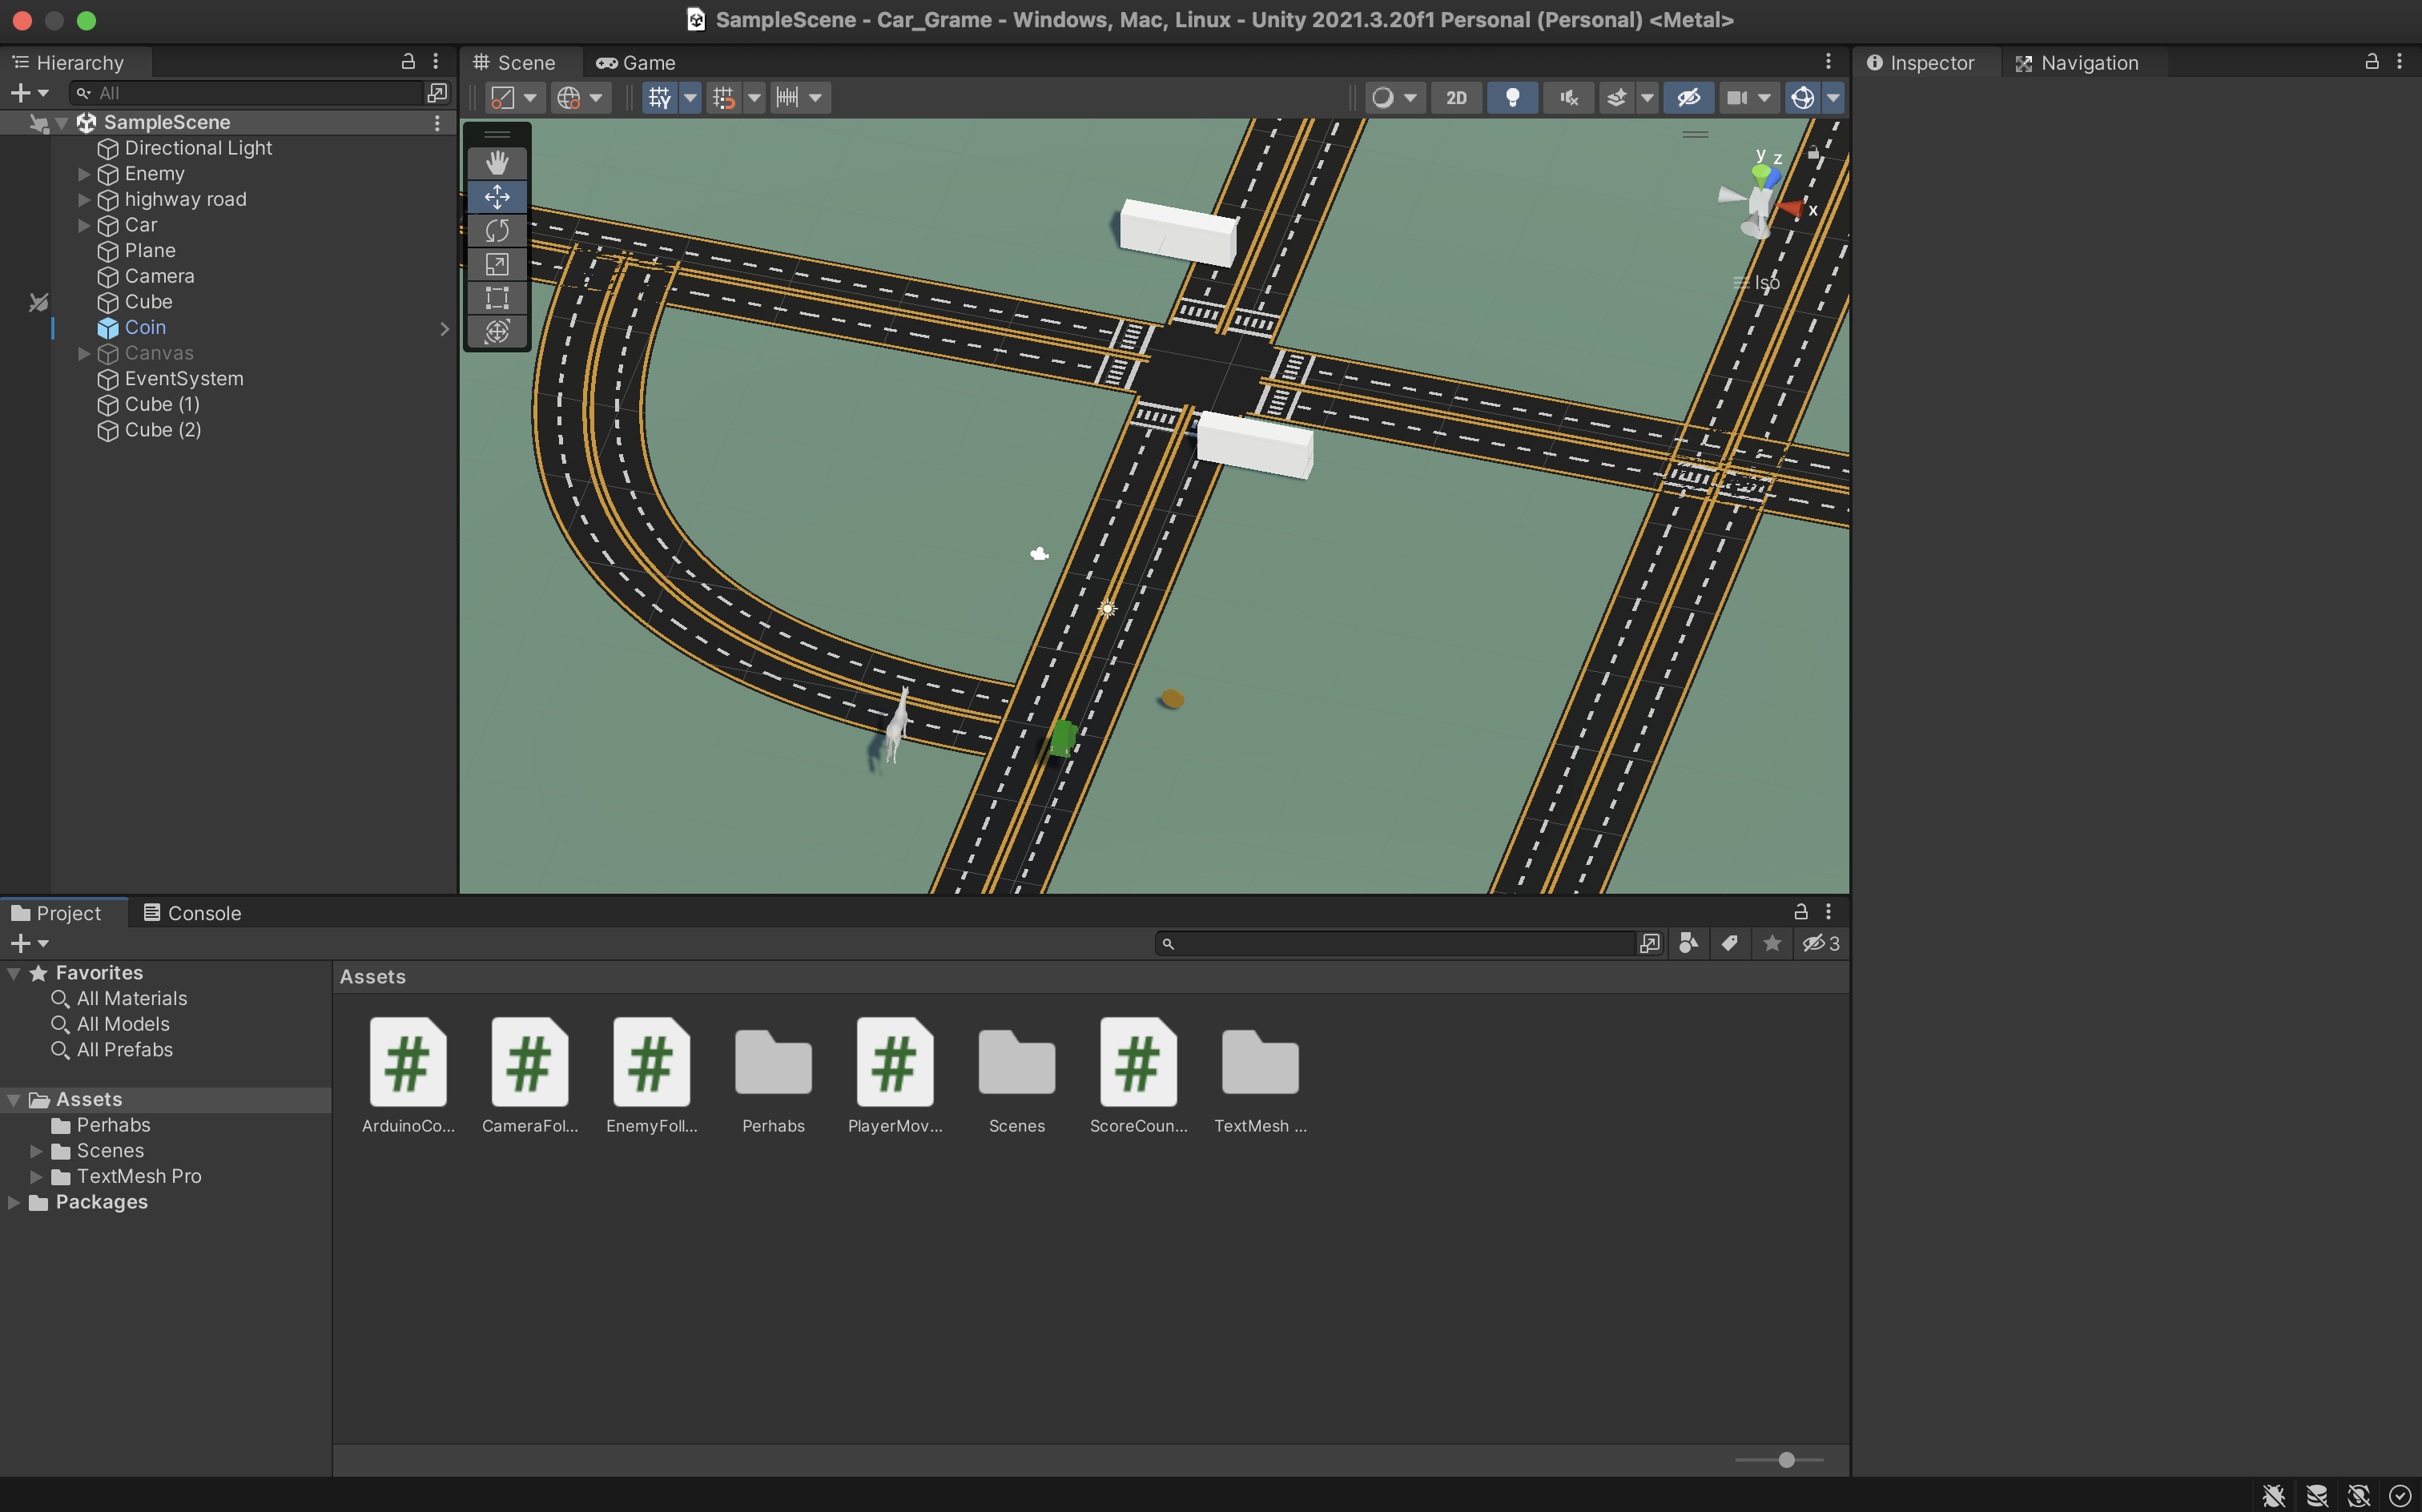 SampleScene - Car_Grame - Windows, Mac, Linux - Unity 2021.3.20f1 Personal (Personal) <Metal>
Hierarchy
All
SampleScene
Directional Light
Enemy
highway road
Car
Plane
Camera
Cube
Coin
Canvas
EventSystem
Cube (1)
Cube (2)
Scene
Game
2D
y
z
x
Iso
Inspector
Navigation
Project
Console
3
Favorites
All Materials
All Models
All Prefabs
Assets
Perhabs
Scenes
TextMesh Pro
Packages
Assets
ArduinoCo...
CameraFol...
EnemyFoll...
Perhabs
PlayerMov...
Scenes
ScoreCoun...
TextMesh ...